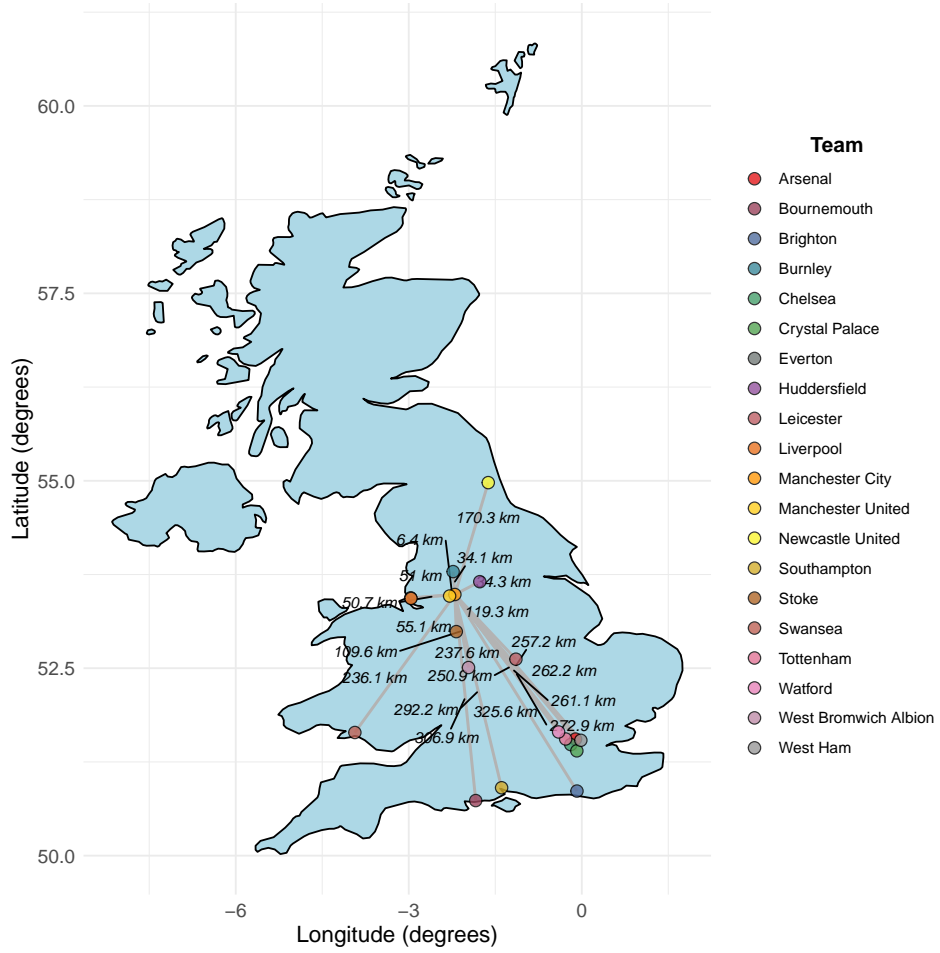 60.0
57.5
55.0
52.5
50.0
Latitude (degrees)
−6
−3
0
Longitude (degrees)
170.3 km
6.4 km
34.1 km
51 km
4.3 km
50.7 km
119.3 km
55.1 km
257.2 km
109.6 km
237.6 km
262.2 km
236.1 km
250.9 km
261.1 km
292.2 km
325.6 km
272.9 km
306.9 km
Team
Arsenal
Bournemouth
Brighton
Burnley
Chelsea
Crystal Palace
Everton
Huddersfield
Leicester
Liverpool
Manchester City
Manchester United
Newcastle United
Southampton
Stoke
Swansea
Tottenham
Watford
West Bromwich Albion
West Ham